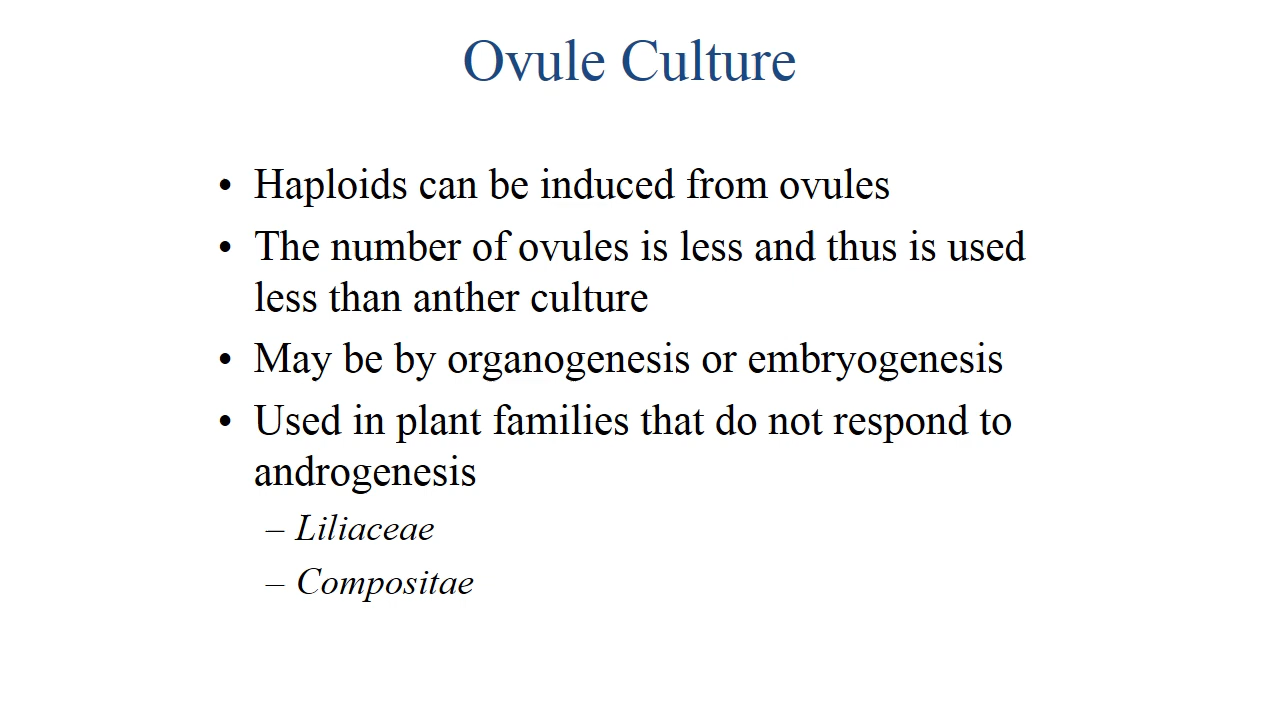 Ovule Culture
• Haploids can be induced from ovules
• The number of ovules is less and thus is used
less than anther culture
• May be by organogenesis or embryogenesis
• Used in plant families that do not respond to
androgenesis
– Liliaceae
– Compositae